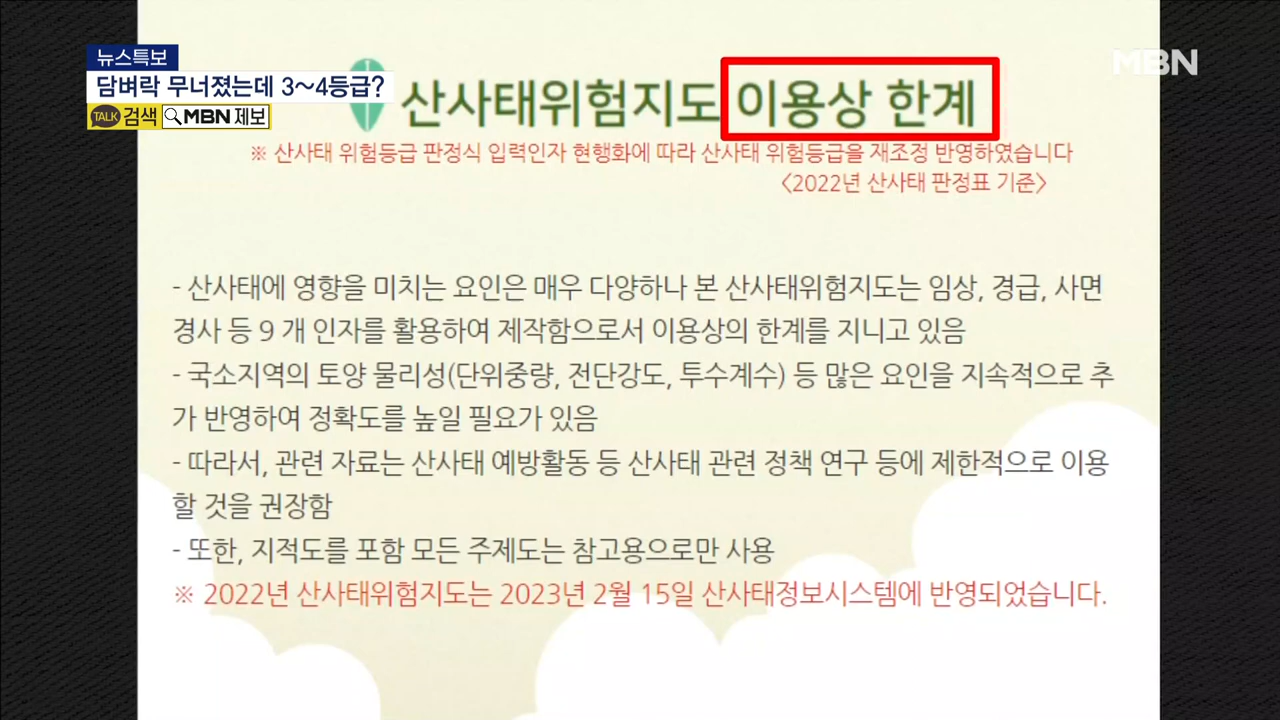 뉴스특보
담벼락 무너졌는데 3~4등급?
TALK 검색 MBN 제보
MBN
산사태위험지도 이용상 한계
※ 산사태 위험등급 판정식 입력인자 현행화에 따라 산사태 위험등급을 재조정 반영하였습니다
<2022년 산사태 판정표 기준>
- 산사태에 영향을 미치는 요인은 매우 다양하나 본 산사태위험지도는 임상, 경급, 사면
경사 등 9 개 인자를 활용하여 제작함으로서 이용상의 한계를 지니고 있음
- 국소지역의 토양 물리성(단위중량, 전단강도, 투수계수) 등 많은 요인을 지속적으로 추
가 반영하여 정확도를 높일 필요가 있음
- 따라서, 관련 자료는 산사태 예방활동 등 산사태 관련 정책 연구 등에 제한적으로 이용
할 것을 권장함
- 또한, 지적도를 포함 모든 주제도는 참고용으로만 사용
※ 2022년 산사태위험지도는 2023년 2월 15일 산사태정보시스템에 반영되었습니다.